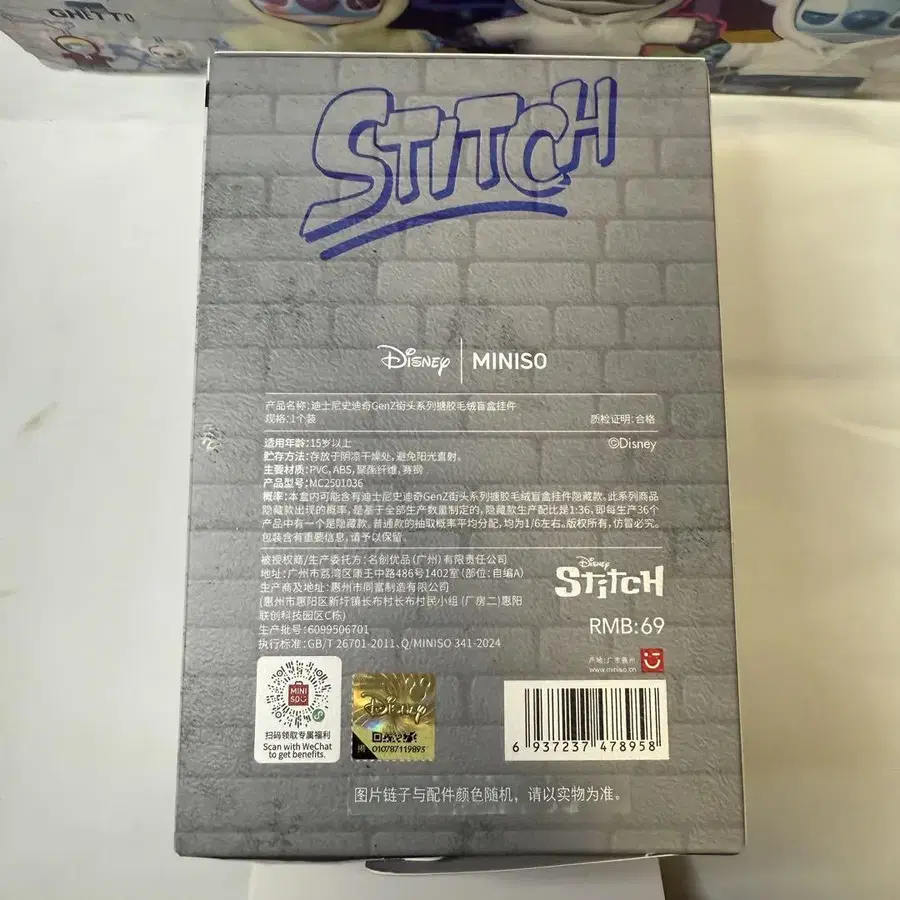 GHETTO
STITCH
Disney | MINISO
产品名称:迪士尼史迪奇GenZ街头系列搪胶毛绒盲盒挂件
规格:1个装 质检证明:合格
适用年龄:15岁以上 ©Disney
贮存方法:存放于阴凉干燥处,避免阳光直射。
主要材质:PVC,ABS,聚酯纤维,赛钢
产品型号:MC2501036
概率:本盒内可能含有迪士尼史迪奇GenZ街头系列搪胶毛绒盲盒挂件隐藏款。此系列商品
隐藏款出现的概率,是基于全部生产数量制定的,隐藏款生产配比是1:36,即每生产36个
产品中有一个是隐藏款。普通款的抽取概率平均分配,均为1/6左右。版权所有,仿冒必究。
包装含有重要信息,请予以保留。
被授权商/生产委托方:名创优品(广州)有限责任公司
地址:广州市荔湾区康王中路486号1402室(部位:自编A)
生产商及地址:惠州市同富制造有限公司
(惠州市惠阳区新圩镇长布村长布村民小组(厂房二)惠阳
联创科技园区C栋)
生产批号:6099506701
执行标准:GB/T 26701-2011、Q/MINISO 341-2024
Disney
Stitch
RMB:69
产地:广东惠州
www.miniso.cn
MINI
SO
扫码领取专属福利
Scan with WeChat
to get benefits.
Disney
010787119893
6 937237 478958
图片链子与配件颜色随机，请以实物为准。